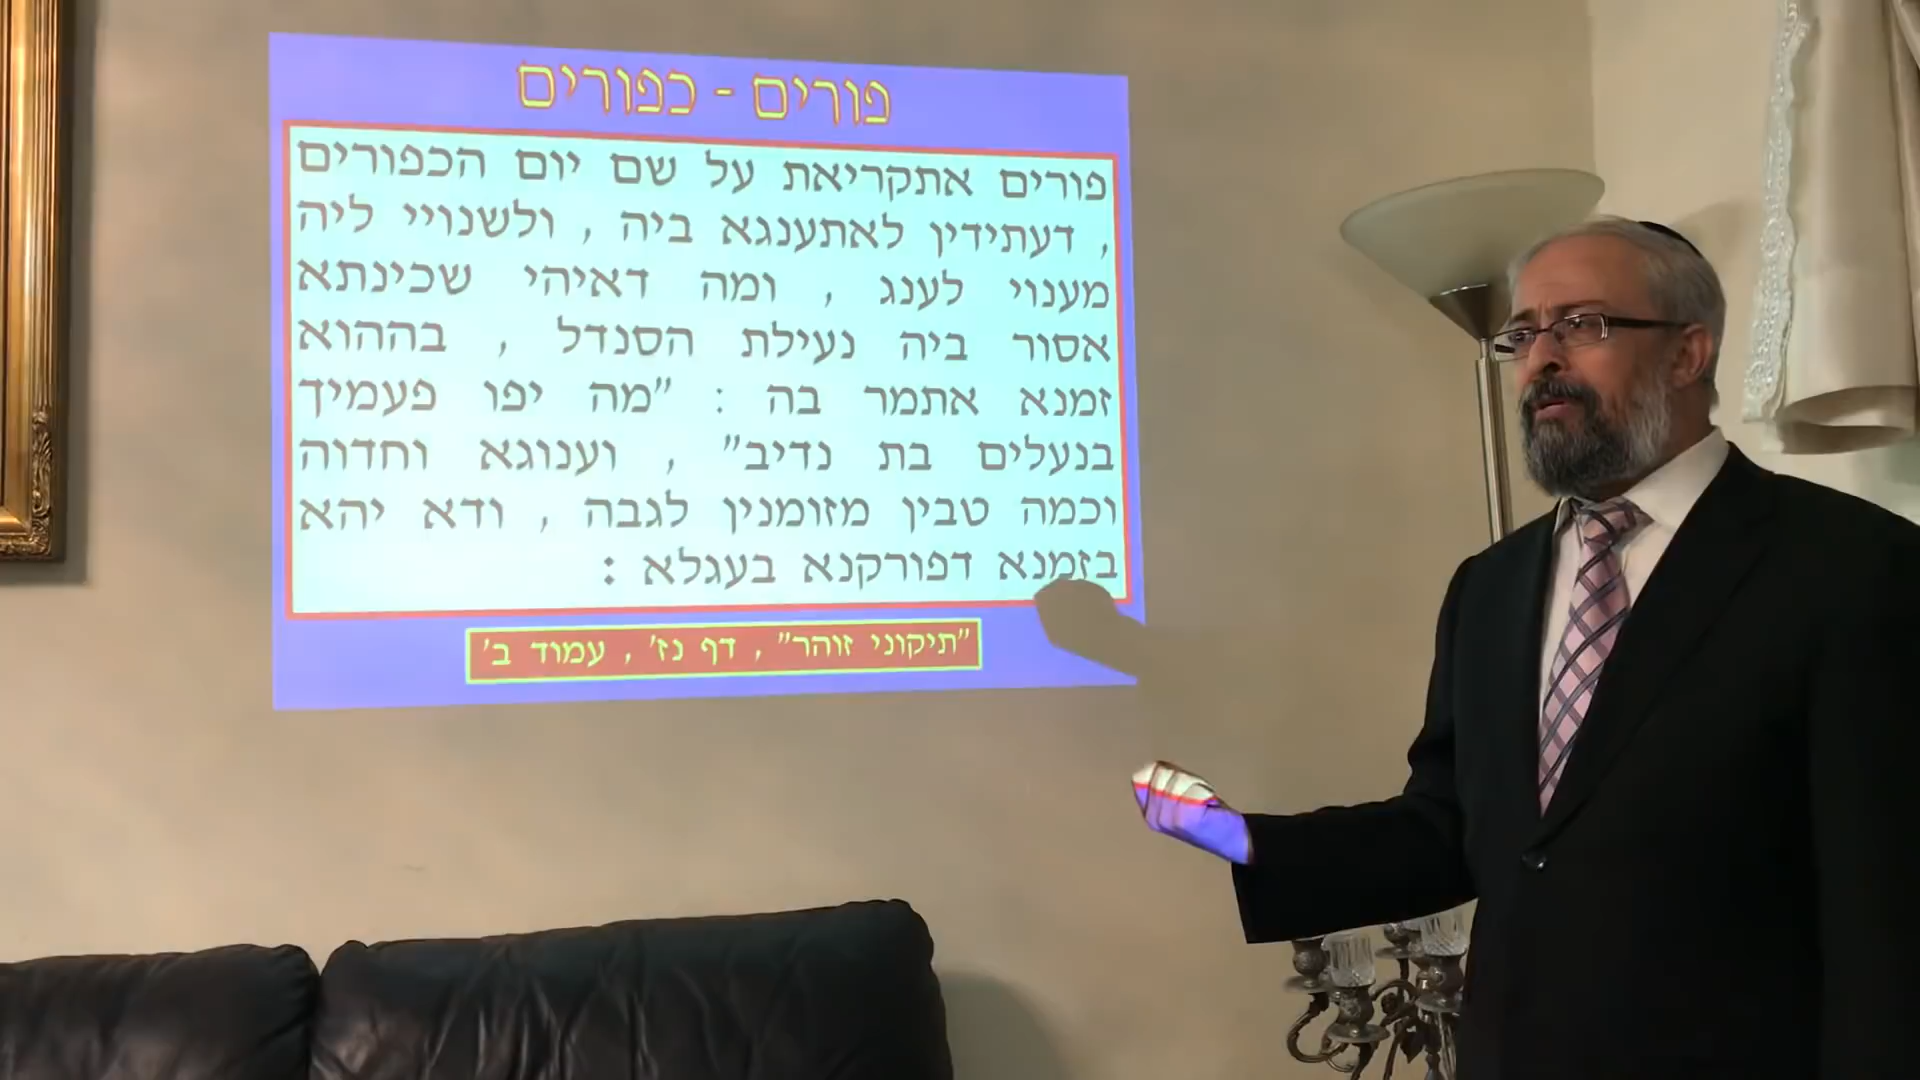 פורים - כפורים
פורים אתקריאת על שם יום הכפורים
, דעתידין לאתענגא ביה , ולשנויי ליה
מענוי לענג , ומה דאיהי שכינתא
אסור ביה נעילת הסנדל , בההוא
זמנא אתמר בה : "מה יפו פעמיך
בנעלים בת נדיב" , וענוגא וחדוה
וכמה טבין מזומנין לגבה , ודא יהא
בזמנא דפורקנא בעגלא :
"תיקוני זוהר" , דף נז' , עמוד ב'